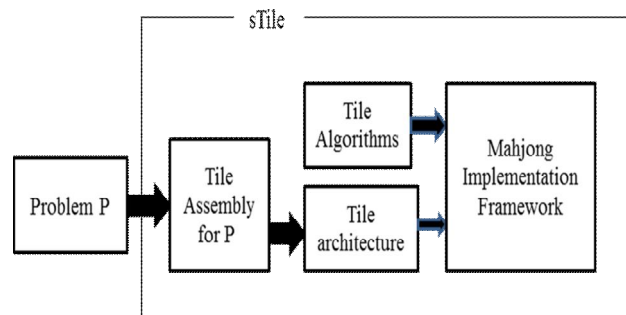 sTile
Problem P
Tile
Assembly
for P
Tile
Algorithms
Tile
architecture
Mahjong
Implementation
Framework